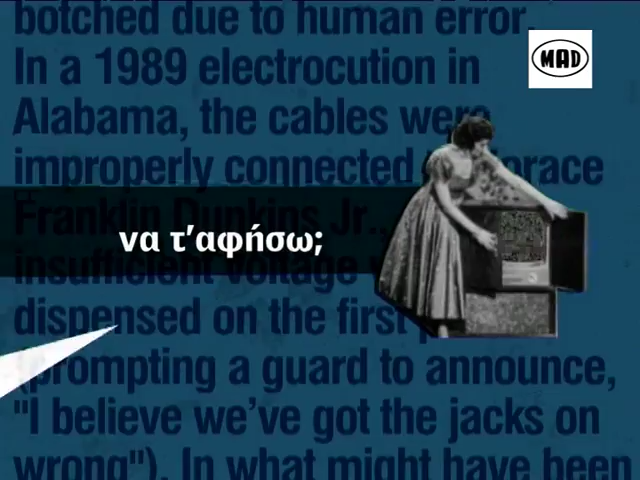 botched due to human error.
In a 1989 electrocution in
MAD
Alabama, the cables were
improperly connected
Horace
Franklin Dunkins Jr.,
να τ'αφήσω;
insufficient voltage
dispensed on the first
(prompting a guard to announce,
"I believe we've got the jacks on
wrong"). In what might have been